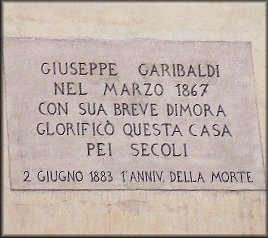 GIUSEPPE GARIBALDI
NEL MARZO 1867
CON SUA BREVE DIMORA
GLORIFICÒ QUESTA CASA
PEI SECOLI
2 GIUGNO 1883 1° ANNIV. DELLA MORTE